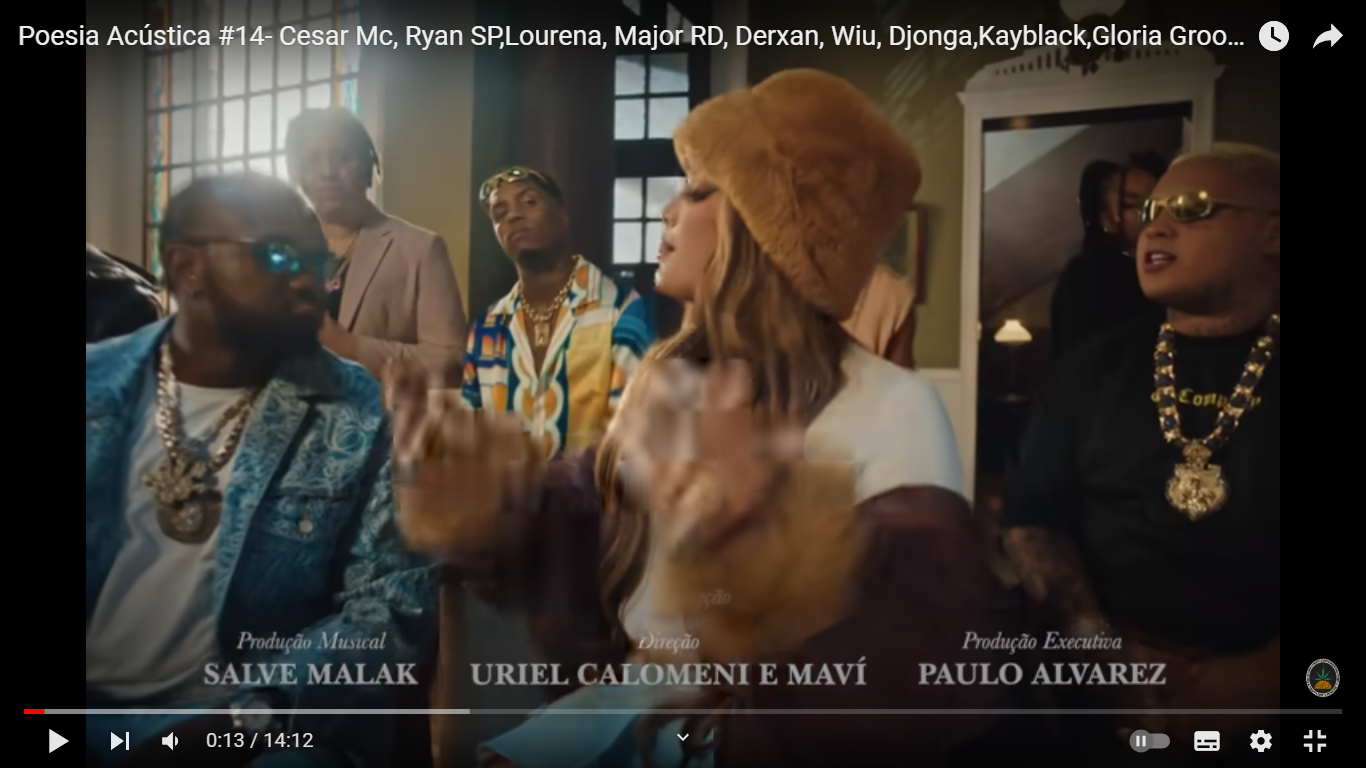 Poesia Acústica #14- Cesar Mc, Ryan SP,Lourena, Major RD, Derxan, Wiu, Djonga,Kayblack,Gloria Groo...
Produção Musical
SALVE MALAK
Direção
URIEL CALOMENI E MAVÍ
Produção Executiva
PAULO ALVAREZ
0:13 / 14:12